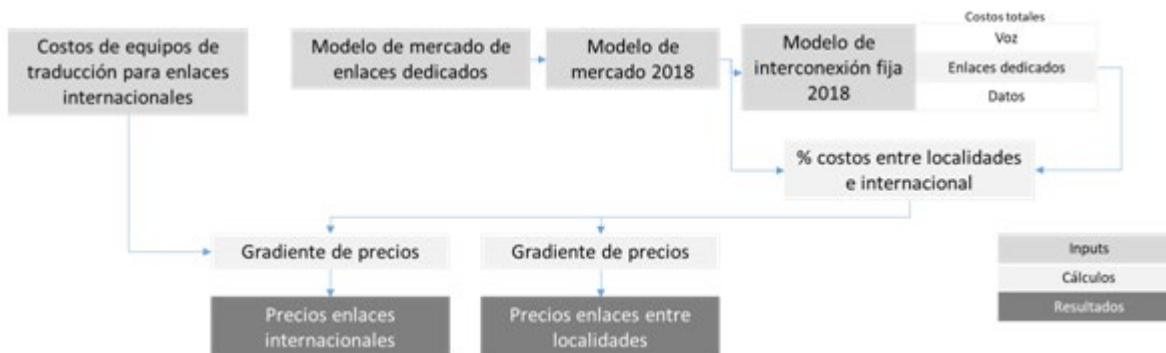 Costos de equipos de
traducción para enlaces
internacionales
Modelo de mercado de
enlaces dedicados
Modelo de
mercado 2018
Modelo de
interconexión fija
2018
Costos totales
Voz
Enlaces dedicados
Datos
% costos entre localidades
e internacional
Gradiente de precios
Gradiente de precios
Precios enlaces
internacionales
Precios enlaces entre
localidades
Inputs
Cálculos
Resultados